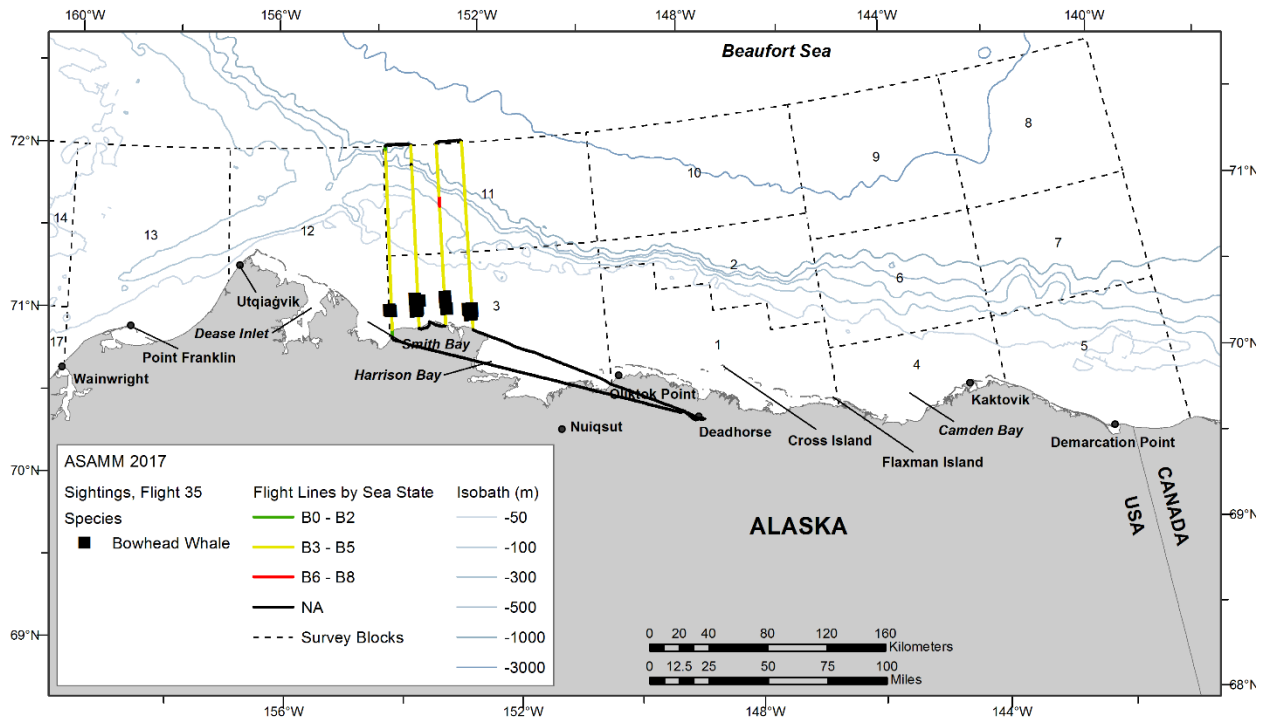 160°W
156°W
152°W
148°W
144°W
140°W
Beaufort Sea
72°N
71°N
70°N
69°N
71°N
70°N
69°N
68°N
8
9
10
11
14
13
12
7
2
6
3
1
5
4
17
Utqiaġvik
Dease Inlet
Point Franklin
Wainwright
Smith Bay
Harrison Bay
Oliktok Point
Nuiqsut
Deadhorse
Cross Island
Flaxman Island
Camden Bay
Kaktovik
Demarcation Point
ALASKA
USA
CANADA
ASAMM 2017
Sightings, Flight 35
Species
Bowhead Whale
Flight Lines by Sea State
B0 - B2
B3 - B5
B6 - B8
NA
Survey Blocks
Isobath (m)
-50
-100
-300
-500
-1000
-3000
0 20 40 80 120 160
Kilometers
0 12.5 25 50 75 100
Miles
156°W
152°W
148°W
144°W